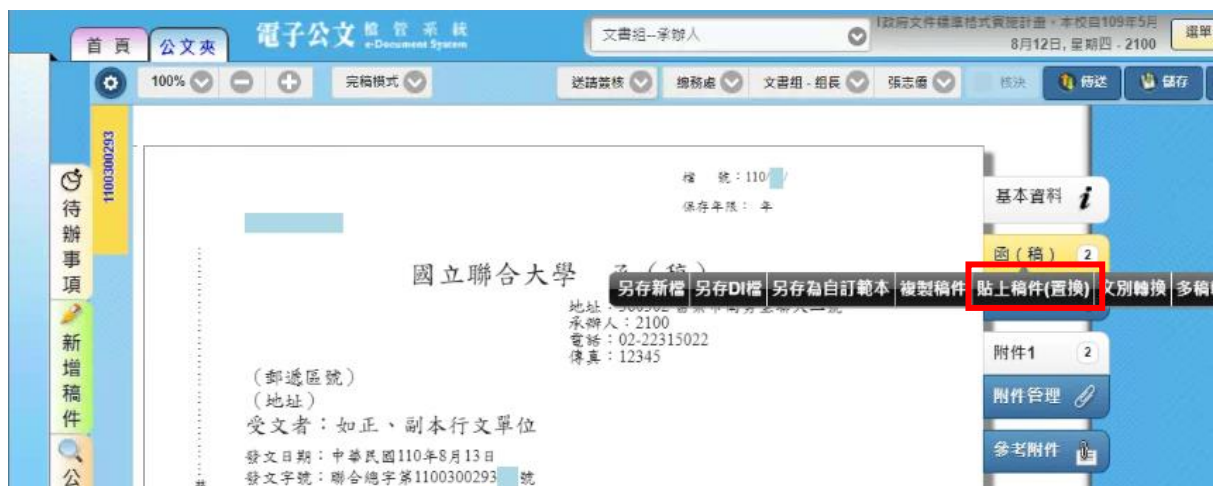 首 頁
公文夾
電子公文 檔 管 系 統
e-Document System
文書組--承辦人
政府文件標準格式實施計畫，本校自109年5月
8月12日, 星期四 - 2100
選單
100%
完稿模式
送請簽核
總務處
文書組 - 組長
核決
傳送
儲存
1100300293
待辦事項
新增稿件
公
檔 號：110/ /
保存年限： 年
國立聯合大學 函(稿)
另存新檔
另存DI檔
另存為自訂範本
複製稿件
貼上稿件(置換)
文別轉換
多稿
承辦人：2100
電話：02-22315022
傳真：12345
(郵遞區號)
(地址)
受文者：如正、副本行文單位
發文日期：中華民國110年8月13日
發文字號：聯合總字第1100300293 號
基本資料
函(稿) 2
附件1 2
附件管理
參考附件